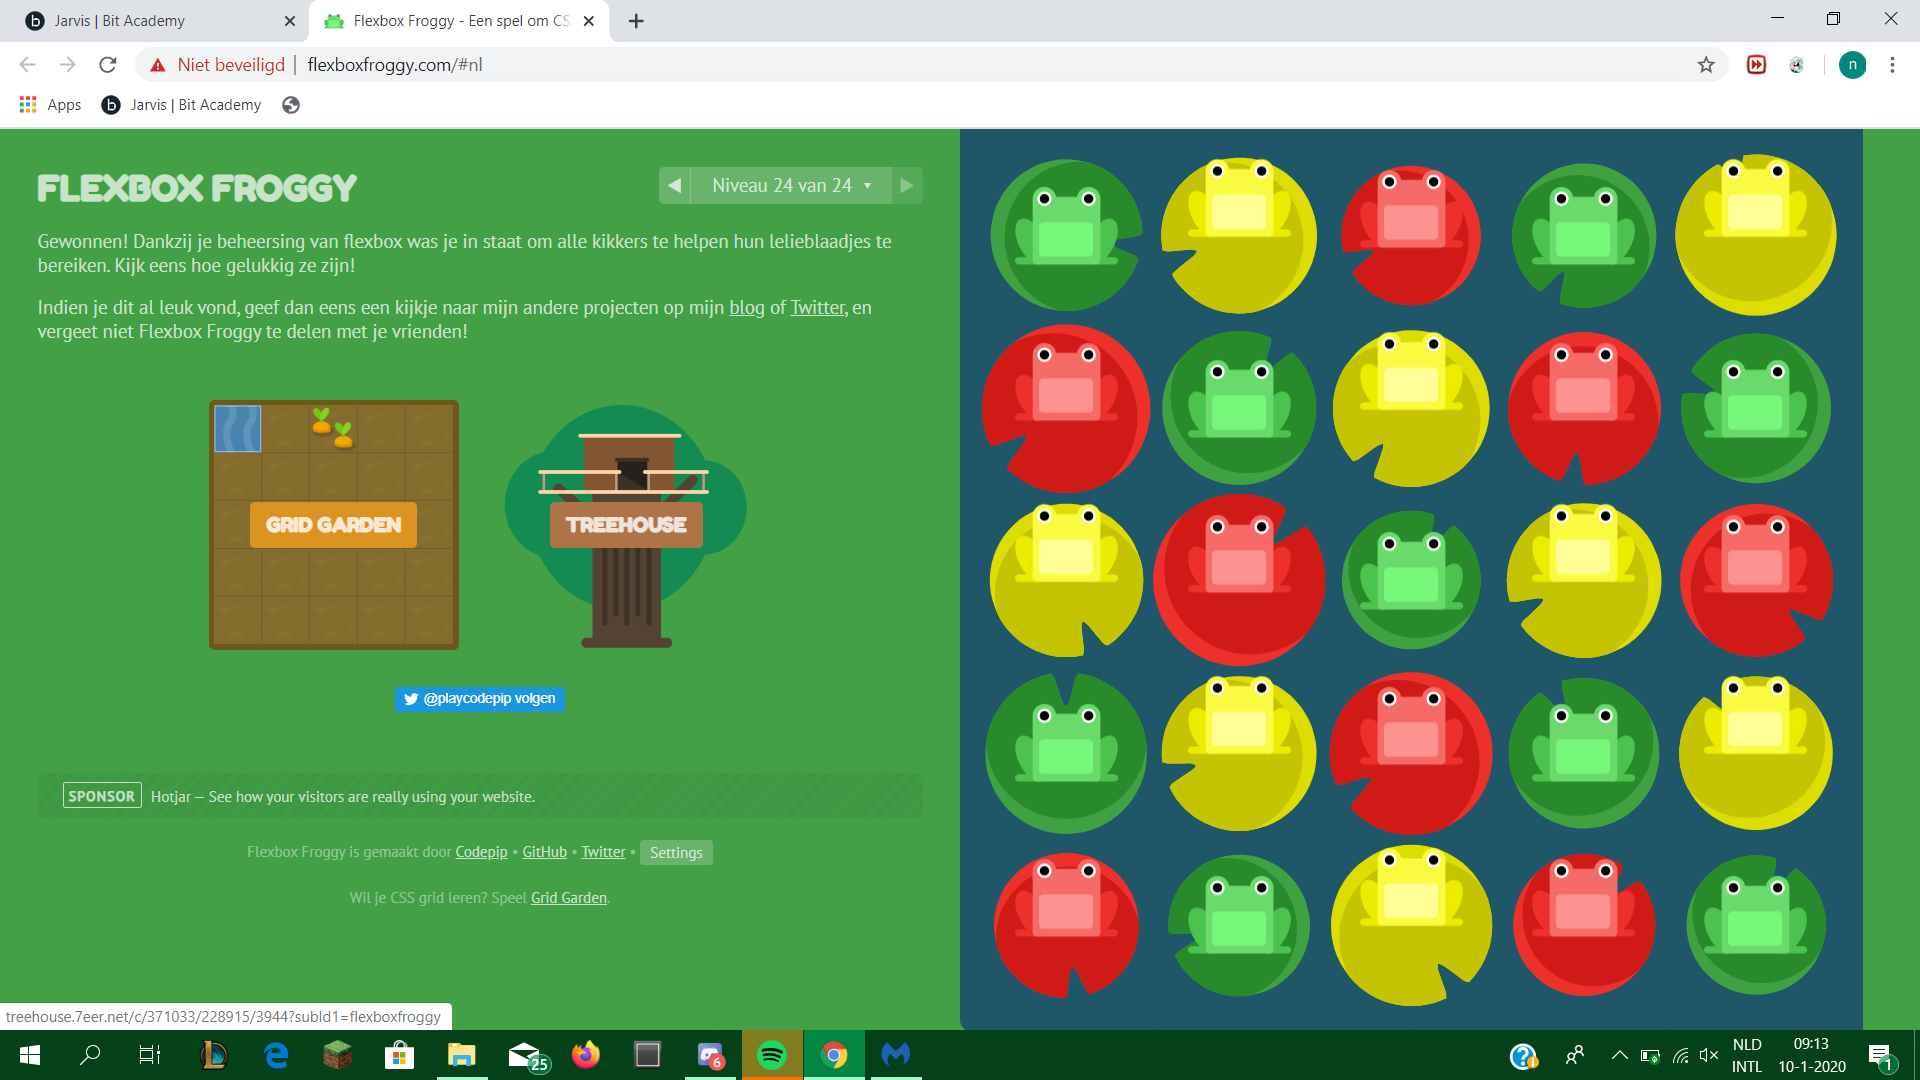 Jarvis | Bit Academy
Flexbox Froggy - Een spel om CS
Niet beveiligd | flexboxfroggy.com/#nl
n
Apps
Jarvis | Bit Academy
FLEXBOX FROGGY
Niveau 24 van 24
Gewonnen! Dankzij je beheersing van flexbox was je in staat om alle kikkers te helpen hun lelieblaadjes te
bereiken. Kijk eens hoe gelukkig ze zijn!
Indien je dit al leuk vond, geef dan eens een kijkje naar mijn andere projecten op mijn blog of Twitter, en
vergeet niet Flexbox Froggy te delen met je vrienden!
GRID GARDEN
TREEHOUSE
@playcodepip volgen
SPONSOR Hotjar — See how your visitors are really using your website.
Flexbox Froggy is gemaakt door Codepip • GitHub • Twitter • Settings
Wil je CSS grid leren? Speel Grid Garden.
treehouse.7eer.net/c/371033/228915/3944?subId1=flexboxfroggy
25
6
NLD
INTL
09:13
10-1-2020
1